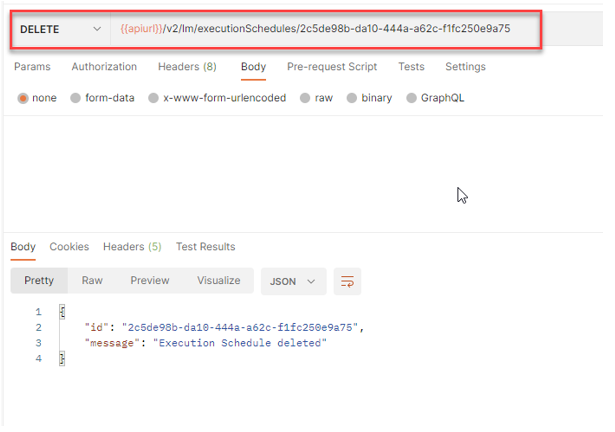 DELETE {{apiurl}}/v2/lm/executionSchedules/2c5de98b-da10-444a-a62c-f1fc250e9a75
Params Authorization Headers (8) Body Pre-request Script Tests Settings
none form-data x-www-form-urlencoded raw binary GraphQL
Body Cookies Headers (5) Test Results
Pretty Raw Preview Visualize JSON
1 {
2 "id": "2c5de98b-da10-444a-a62c-f1fc250e9a75",
3 "message": "Execution Schedule deleted"
4 }